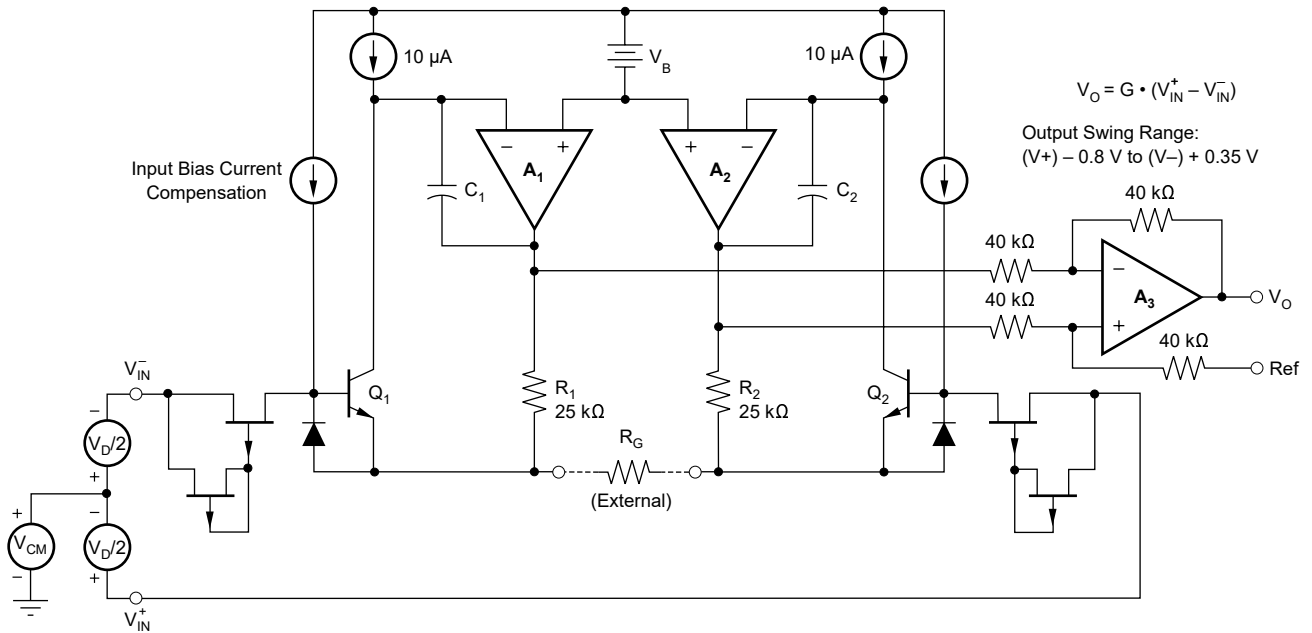 10 µA
V_B
10 µA
V_O = G • (V_IN^+ – V_IN^–)
Output Swing Range:
(V+) – 0.8 V to (V–) + 0.35 V
Input Bias Current
Compensation
–
+
A_1
C_1
+
–
A_2
C_2
40 kΩ
40 kΩ
40 kΩ
–
+
A_3
V_O
40 kΩ
Ref
V_IN^–
Q_1
R_1
25 kΩ
R_2
25 kΩ
Q_2
R_G
(External)
–
V_D/2
+
+
V_CM
–
–
V_D/2
+
V_IN^+